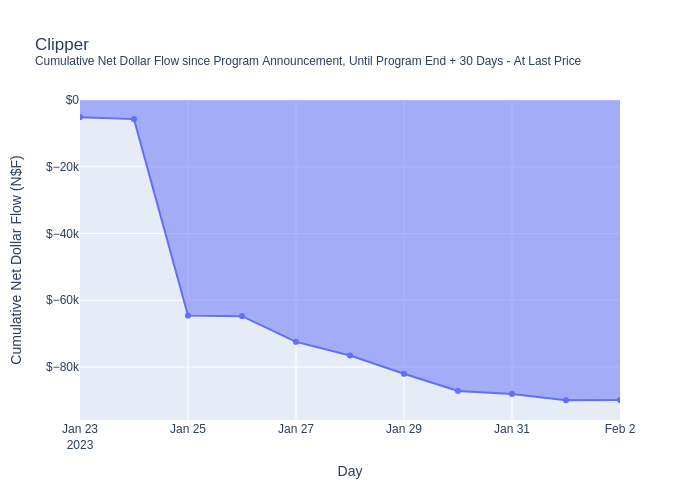 Clipper
Cumulative Net Dollar Flow since Program Announcement, Until Program End + 30 Days - At Last Price
$0
$−20k
$−40k
$−60k
$−80k
Cumulative Net Dollar Flow (N$F)
Jan 23
2023
Jan 25
Jan 27
Jan 29
Jan 31
Feb 2
Day